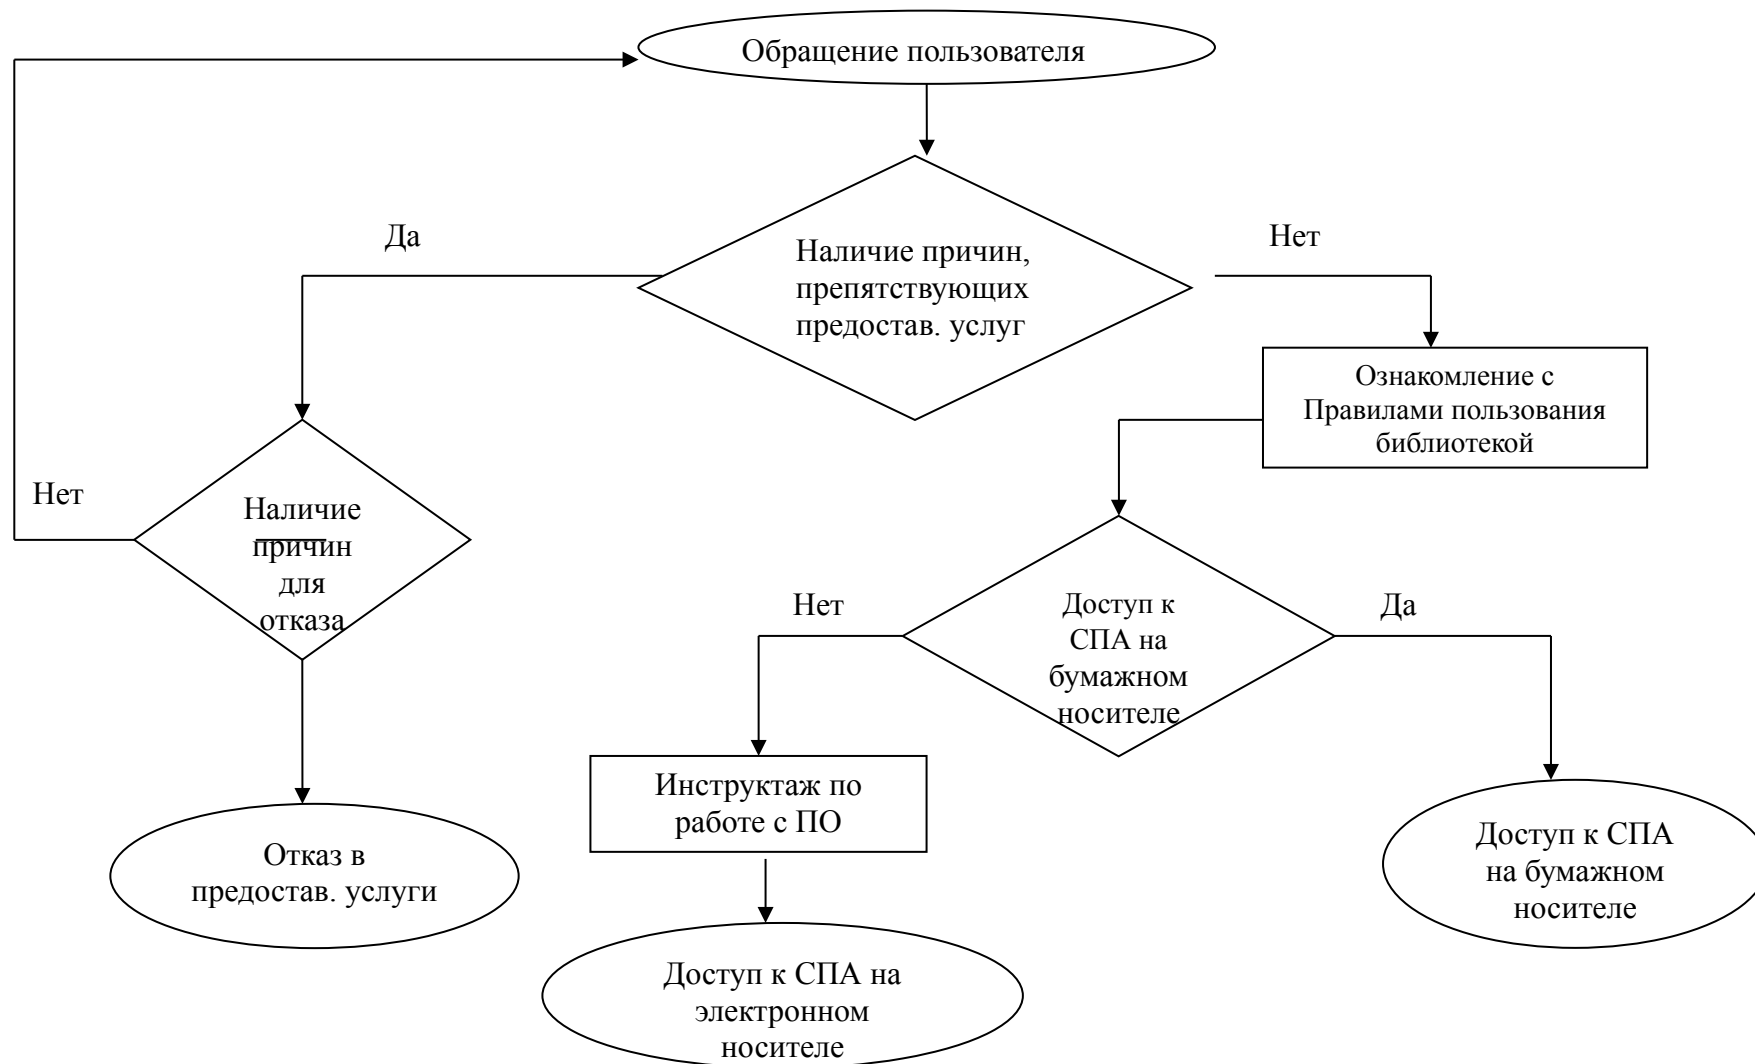 Обращение пользователя
Да
Нет
Наличие причин,
препятствующих
предостав. услуг
Ознакомление с
Правилами пользования
библиотекой
Нет
Наличие
причин
для
отказа
Нет
Доступ к
СПА на
бумажном
носителе
Да
Инструктаж по
работе с ПО
Отказ в
предостав. услуги
Доступ к СПА
на бумажном
носителе
Доступ к СПА на
электронном
носителе